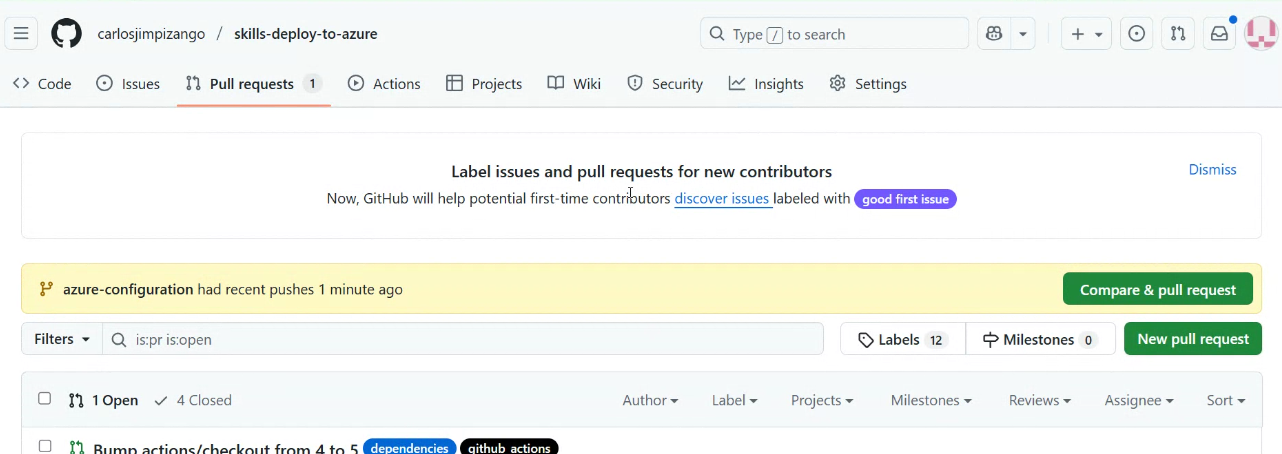 carlosjimpizango / skills-deploy-to-azure Type / to search
Code Issues Pull requests 1 Actions Projects Wiki Security Insights Settings
Label issues and pull requests for new contributors
Dismiss
Now, GitHub will help potential first-time contributors discover issues labeled with good first issue
azure-configuration had recent pushes 1 minute ago Compare & pull request
Filters is:pr is:open Labels 12 Milestones 0 New pull request
1 Open 4 Closed Author Label Projects Milestones Reviews Assignee Sort
Bump actions/checkout from 4 to 5 dependencies github_actions